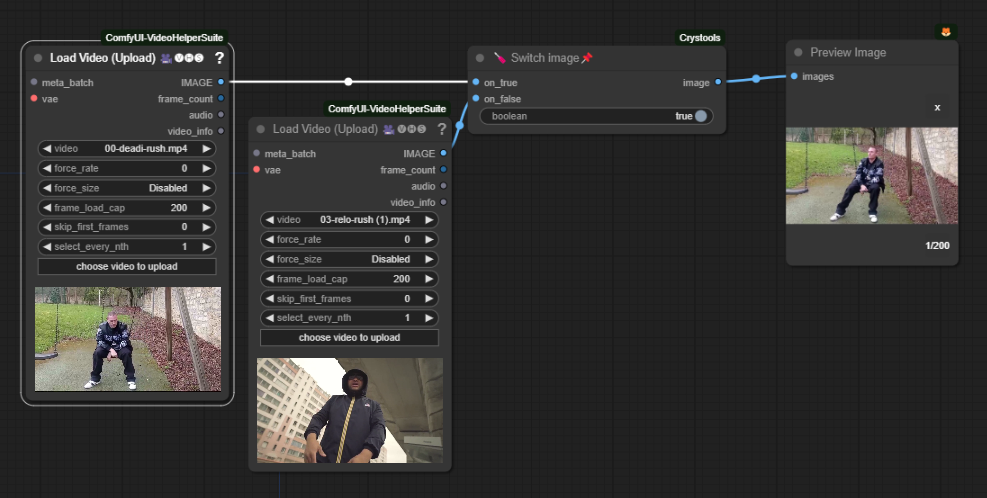 ComfyUI-VideoHelperSuite
Load Video (Upload) 🎥🅥🅗🅢 ?
meta_batch IMAGE
vae frame_count
audio
video_info
video 00-deadi-rush.mp4
force_rate 0
force_size Disabled
frame_load_cap 200
skip_first_frames 0
select_every_nth 1
choose video to upload
ComfyUI-VideoHelperSuite
Load Video (Upload) 🎥🅥🅗🅢 ?
meta_batch IMAGE
vae frame_count
audio
video_info
video 03-relo-rush (1).mp4
force_rate 0
force_size Disabled
frame_load_cap 200
skip_first_frames 0
select_every_nth 1
choose video to upload
Crystools
Switch image
on_true image
on_false
boolean true
Preview Image
images
x
1/200